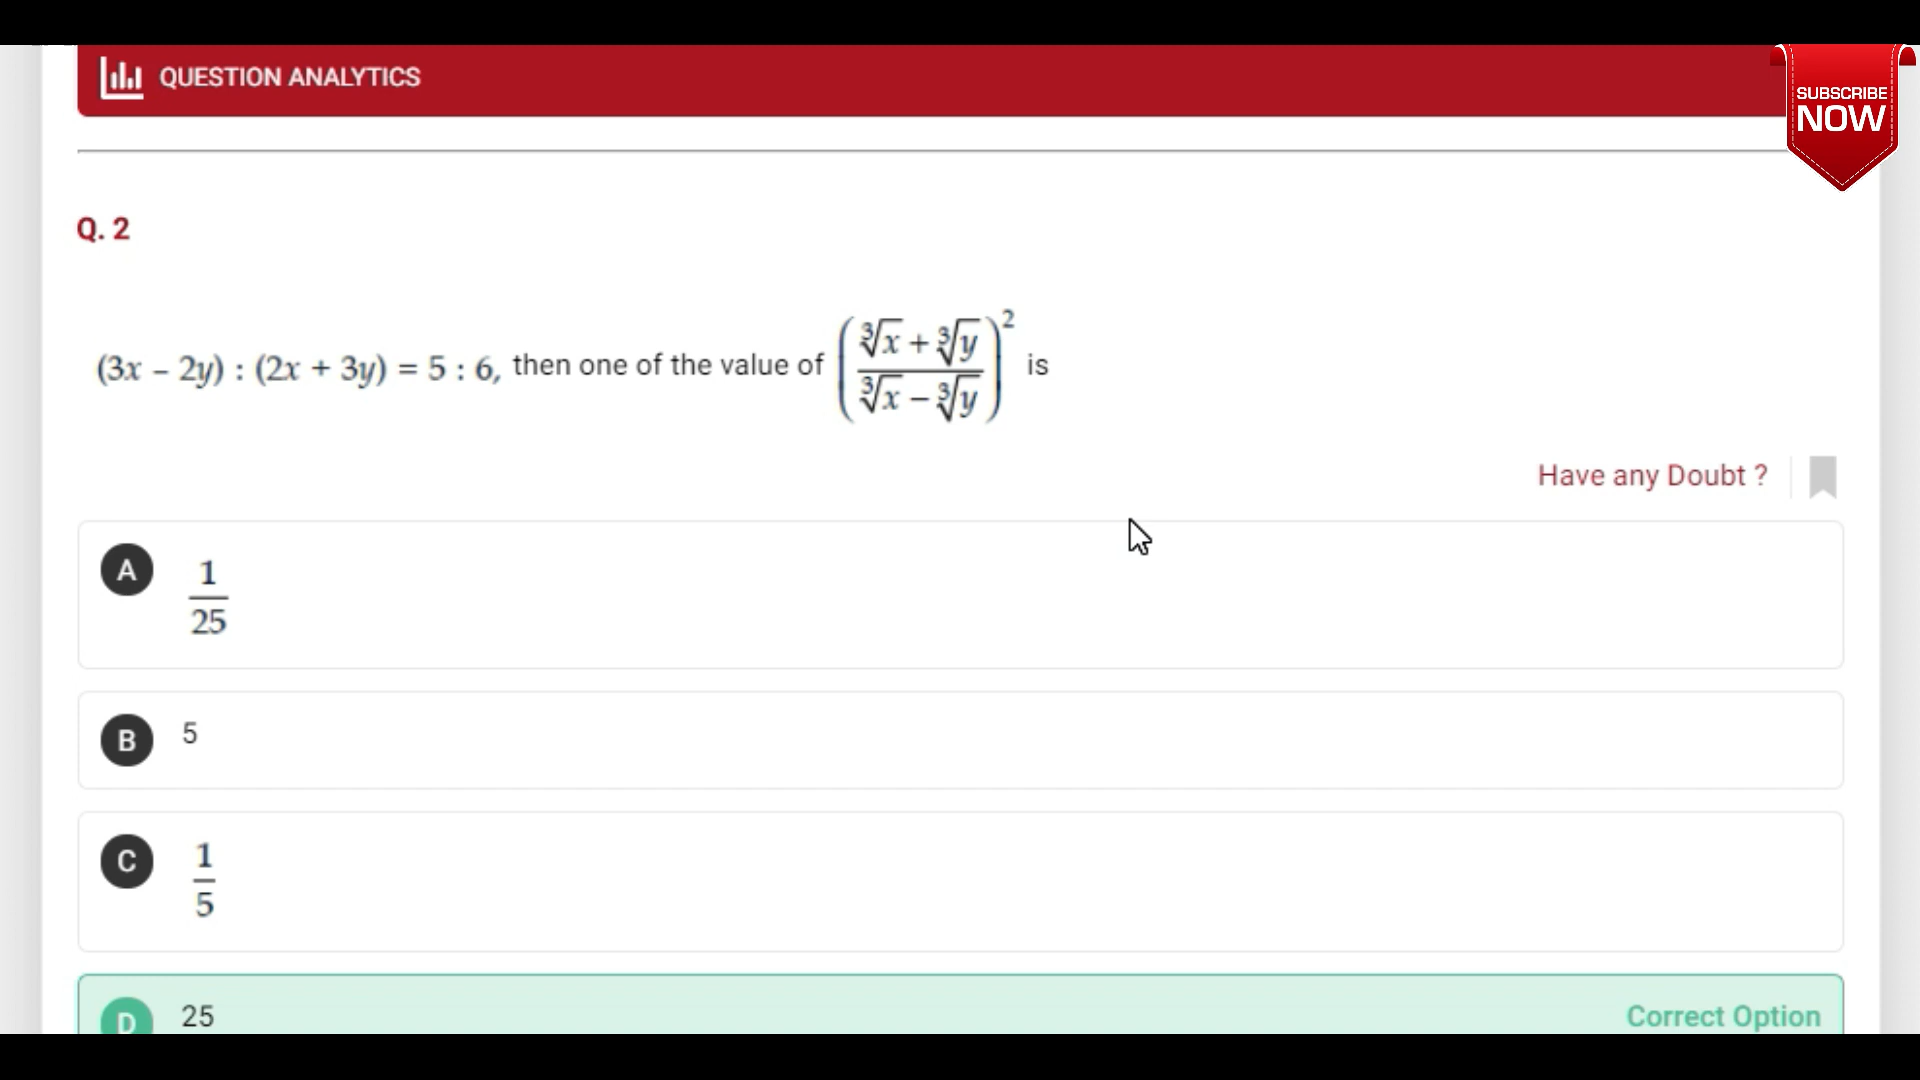 QUESTION ANALYTICS
SUBSCRIBE
NOW
Q. 2
(3x – 2y) : (2x + 3y) = 5 : 6, then one of the value of ((∛x + ∛y)/(∛x – ∛y))² is
Have any Doubt ?
A 1/25
B 5
C 1/5
D 25 Correct Option